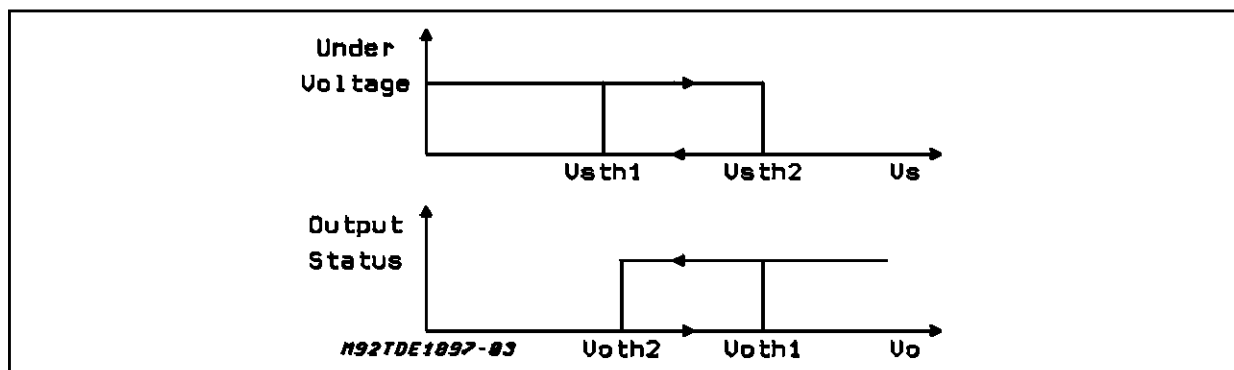 Under
Voltage
Vsth1 Vsth2 Vs
Output
Status
M92TDE1897-03 Voth2 Voth1 Vo